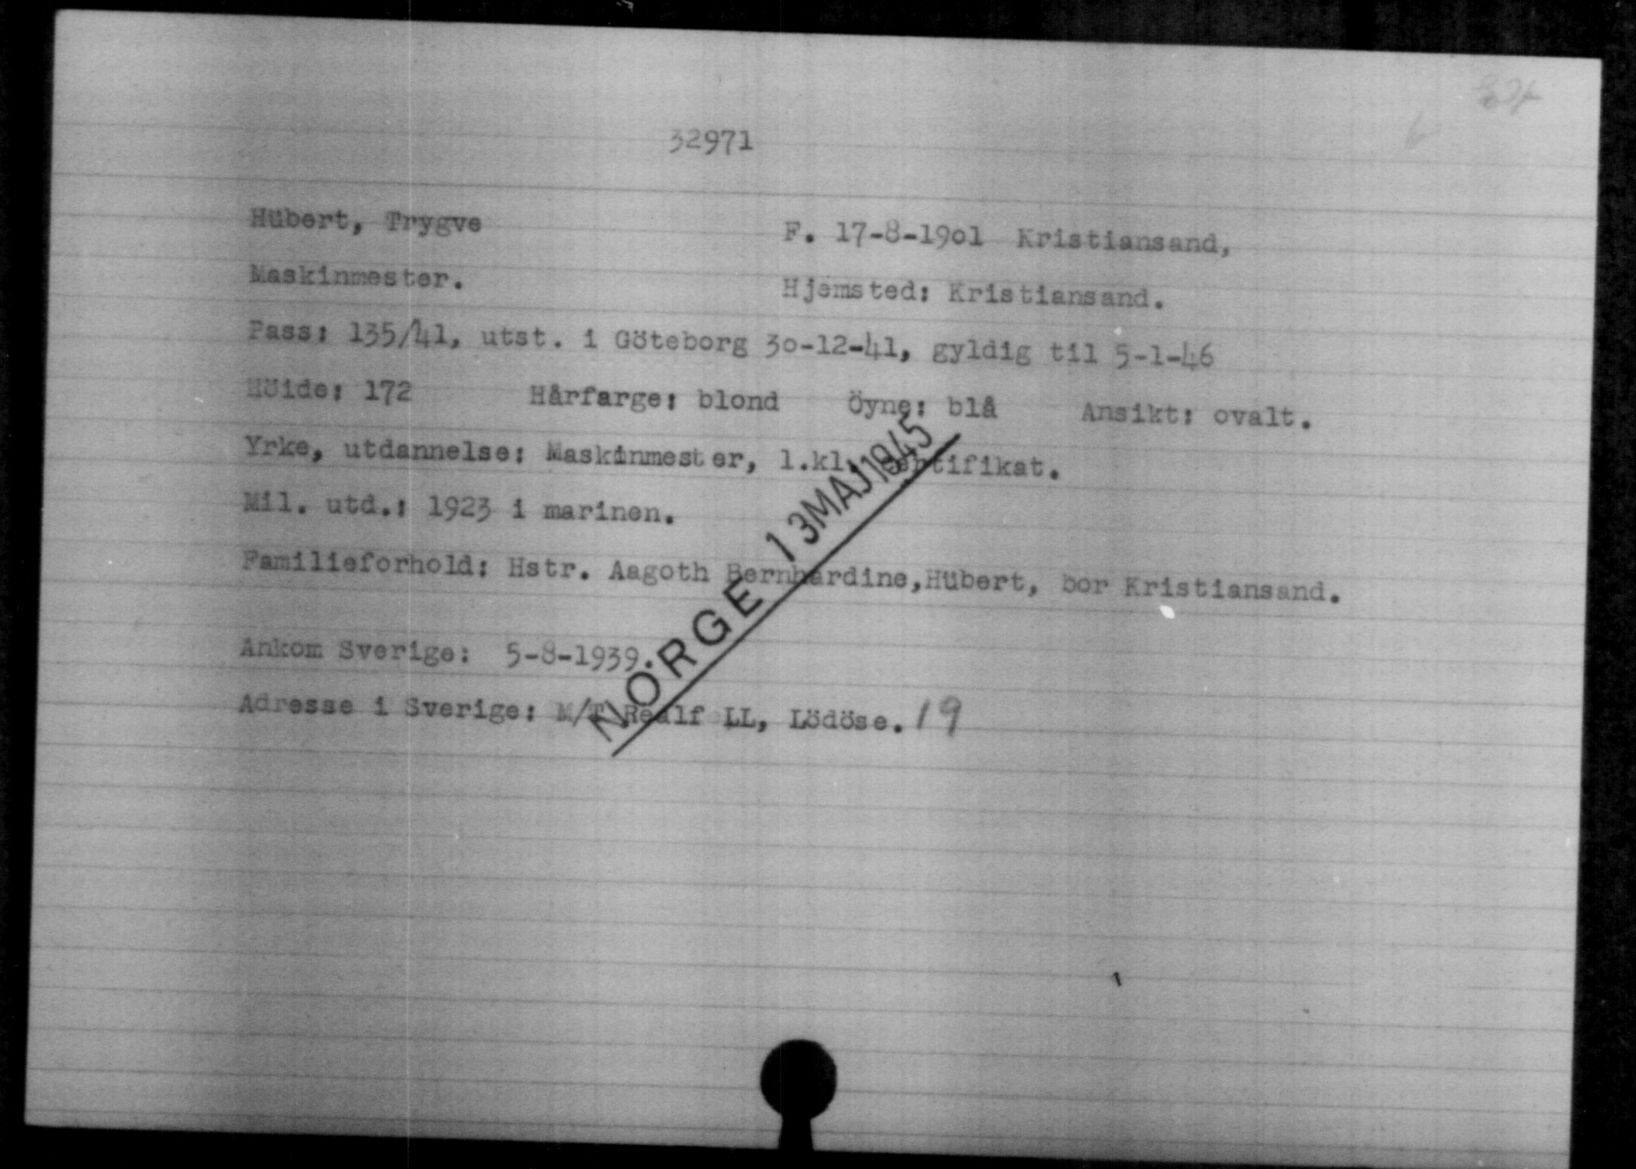 32971
Hübert, Trygve F. 17-8-19o1 Kristiansand,
Maskinmester. Hjemsted: Kristiansand.
Pass: 135/41, utst. i Göteborg 3o-12-41, gyldig til 5-1-46
Höide: 172 Hårfarge: blond Öyne: blå Ansikt: ovalt.
Yrke, utdannelse: Maskinmester, 1.kl. sertifikat.
Mil. utd.: 1923 i marinen.
Familieforhold: Hstr. Aagoth Bernhardine,Hübert, bor Kristiansand.
Ankom Sverige: 5-8-1939.
Adresse i Sverige: M/T Realf LL, Lödöse. 19
NORGE 13MAJ1945